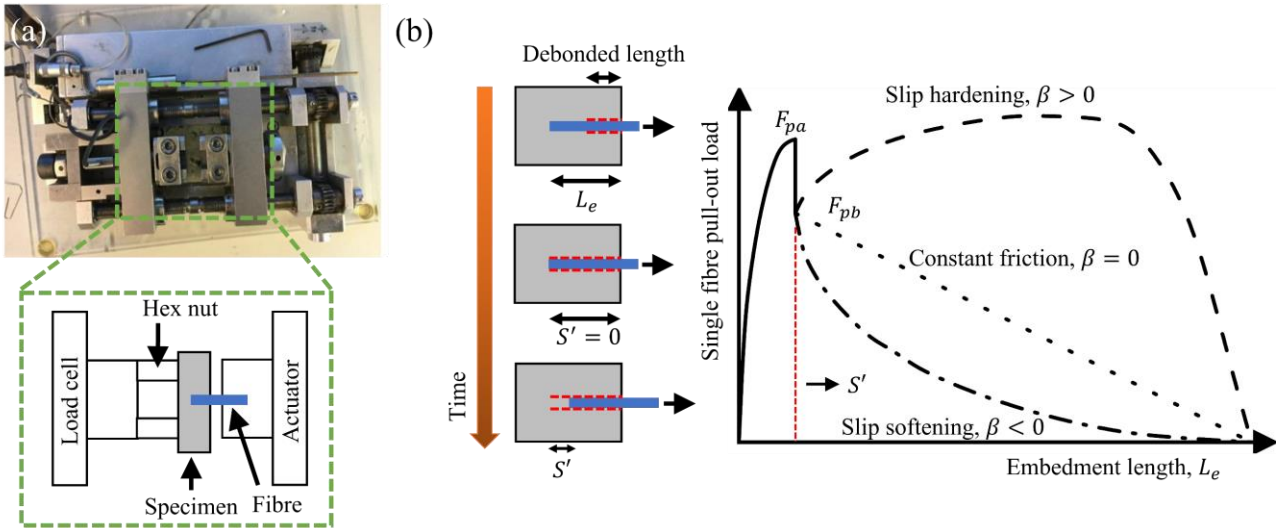 (a)
Hex nut
Load cell
Actuator
Specimen
Fibre
(b)
Debonded length
L_e
S′ = 0
S′
Time
Single fibre pull-out load
F_pa
F_pb
Slip hardening, β > 0
Constant friction, β = 0
S′
Slip softening, β < 0
Embedment length, L_e